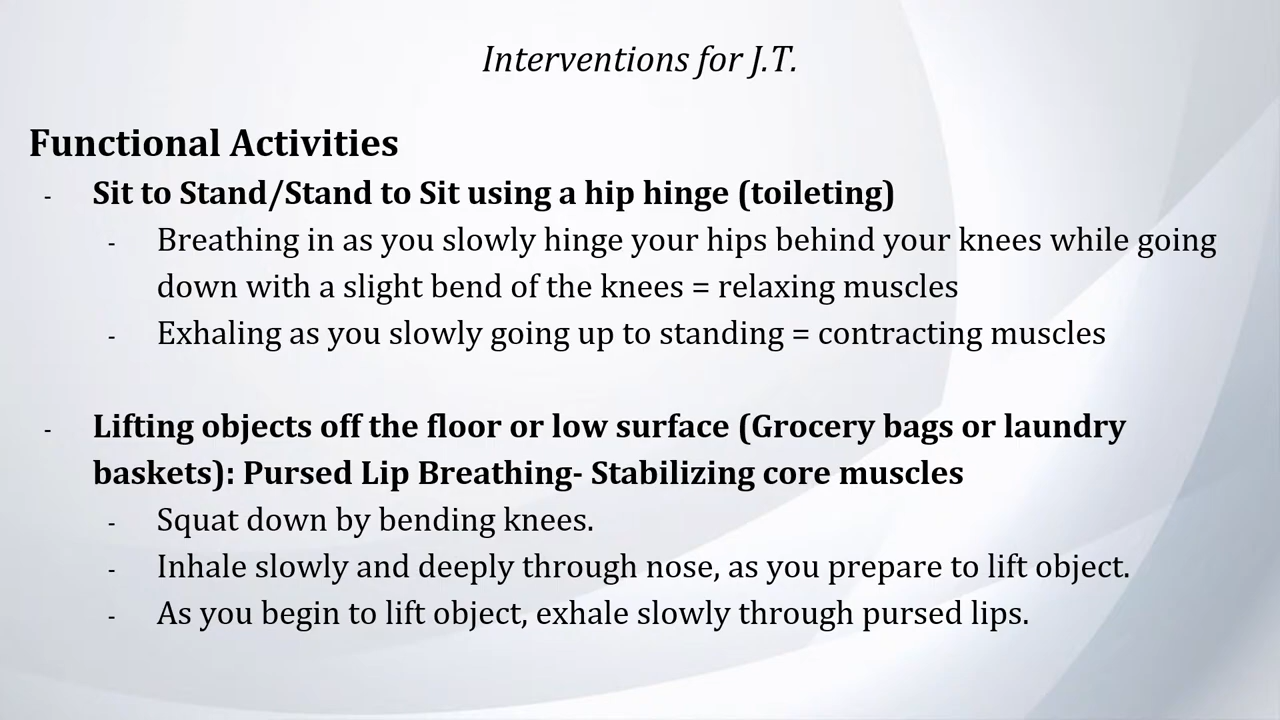 Interventions for J.T.
Functional Activities
- Sit to Stand/Stand to Sit using a hip hinge (toileting)
- Breathing in as you slowly hinge your hips behind your knees while going
down with a slight bend of the knees = relaxing muscles
- Exhaling as you slowly going up to standing = contracting muscles
- Lifting objects off the floor or low surface (Grocery bags or laundry
baskets): Pursed Lip Breathing- Stabilizing core muscles
- Squat down by bending knees.
- Inhale slowly and deeply through nose, as you prepare to lift object.
- As you begin to lift object, exhale slowly through pursed lips.